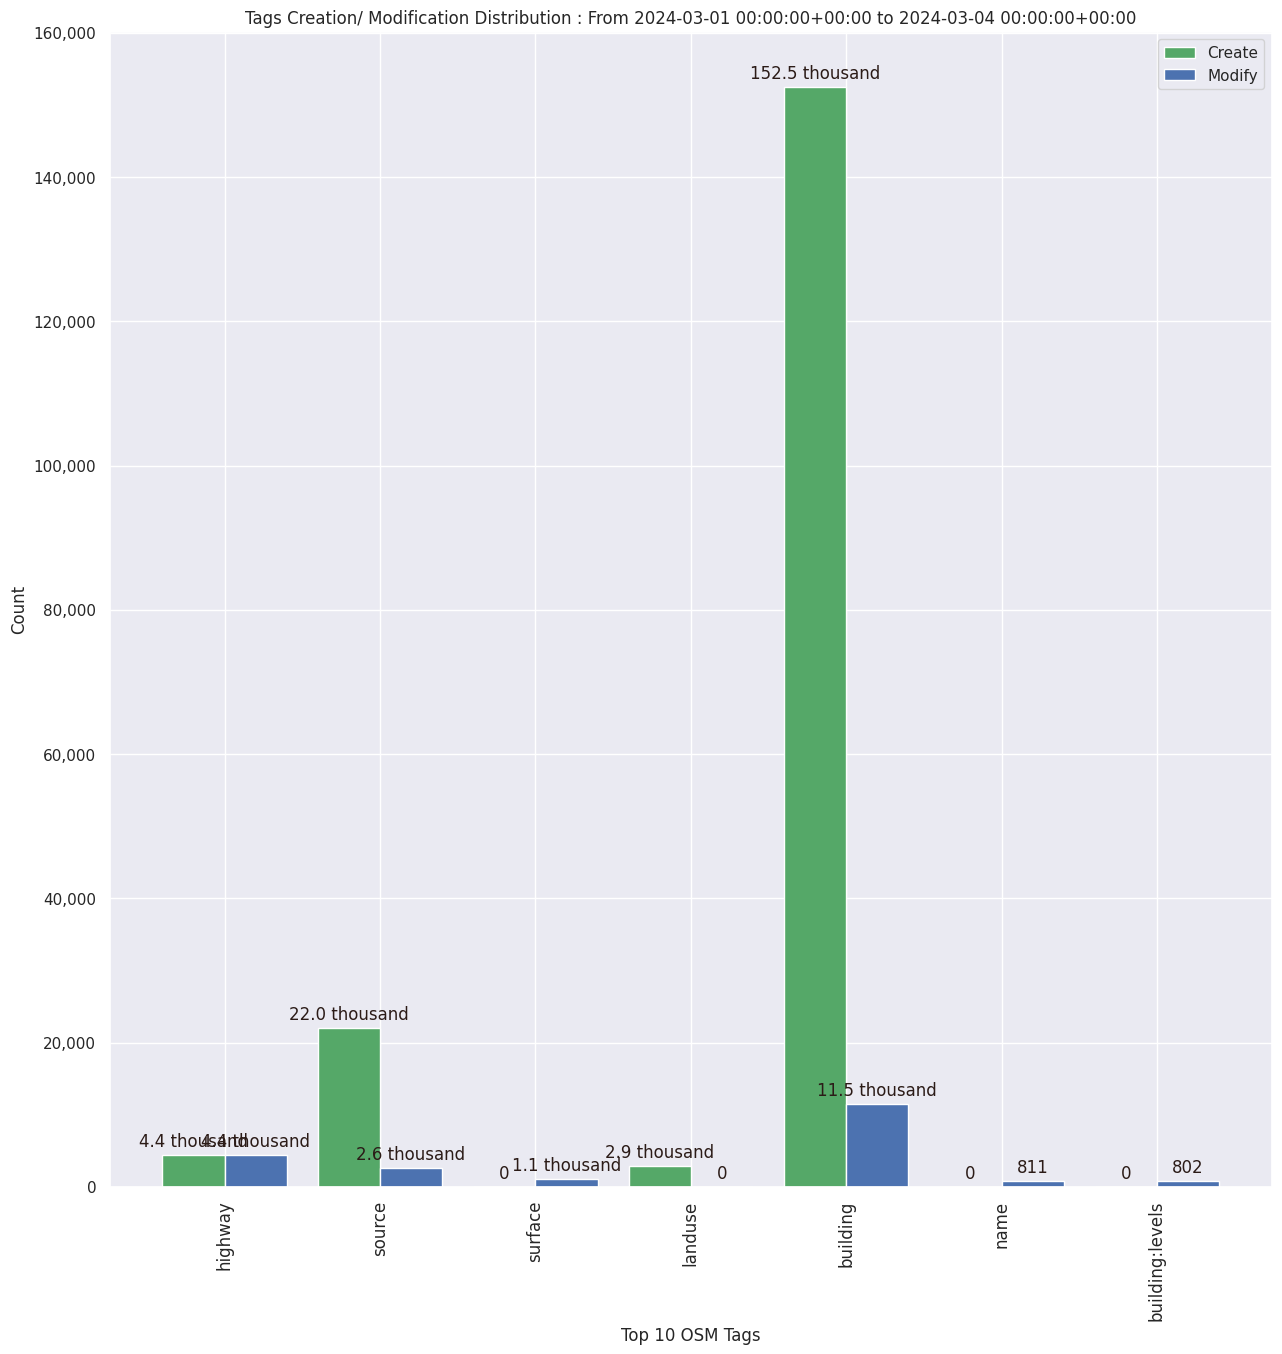 Tags Creation/ Modification Distribution : From 2024-03-01 00:00:00+00:00 to 2024-03-04 00:00:00+00:00
Create
Modify
160,000
140,000
120,000
100,000
80,000
60,000
40,000
20,000
0
Count
4.4 thousand
4.4 thousand
22.0 thousand
2.6 thousand
0
1.1 thousand
2.9 thousand
0
152.5 thousand
11.5 thousand
0
811
0
802
highway
source
surface
landuse
building
name
building:levels
Top 10 OSM Tags